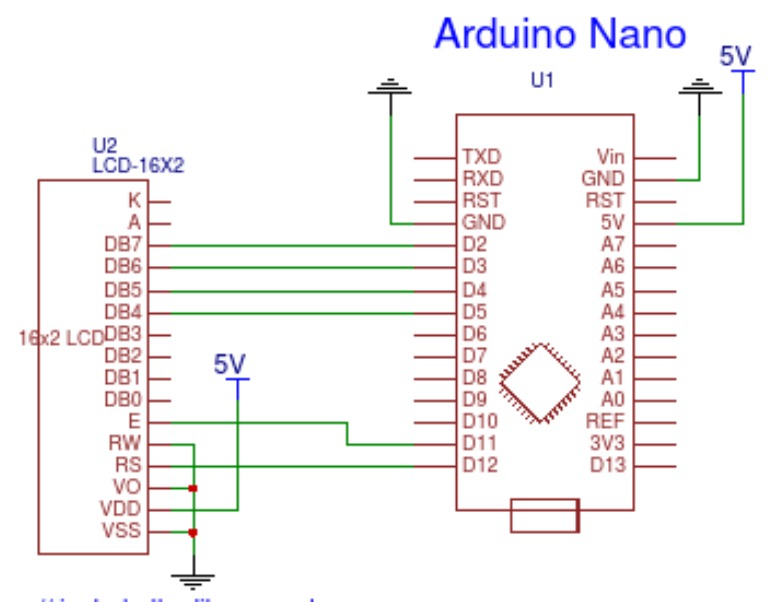 Arduino Nano
5V
U1
U2
LCD-16X2
K
A
DB7
DB6
DB5
DB4
DB3
16x2 LCD
DB2
DB1
DB0
E
RW
RS
VO
VDD
VSS
5V
TXD
RXD
RST
GND
D2
D3
D4
D5
D6
D7
D8
D9
D10
D11
D12
Vin
GND
RST
5V
A7
A6
A5
A4
A3
A2
A1
A0
REF
3V3
D13